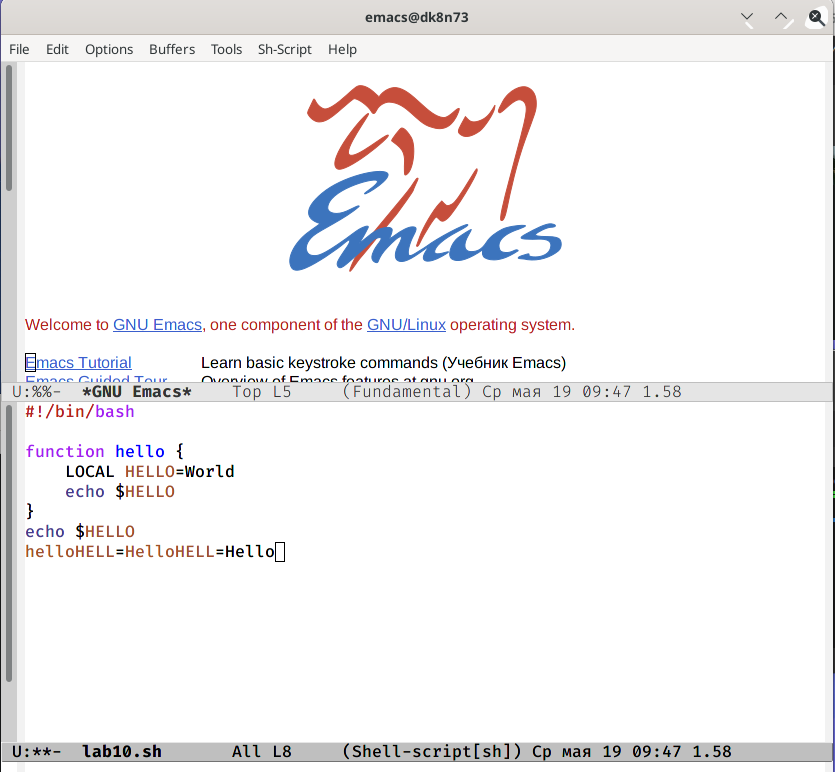 emacs@dk8n73
File Edit Options Buffers Tools Sh-Script Help
Emacs
Welcome to GNU Emacs, one component of the GNU/Linux operating system.
Emacs Tutorial Learn basic keystroke commands (Учебник Emacs)
Emacs Guided Tour Overview of Emacs features at gnu.org
U:%%- *GNU Emacs* Top L5 (Fundamental) Ср мая 19 09:47 1.58
#!/bin/bash
function hello {
    LOCAL HELLO=World
    echo $HELLO
}
echo $HELLO
helloHELL=HelloHELL=Hello
U:**- lab10.sh All L8 (Shell-script[sh]) Ср мая 19 09:47 1.58